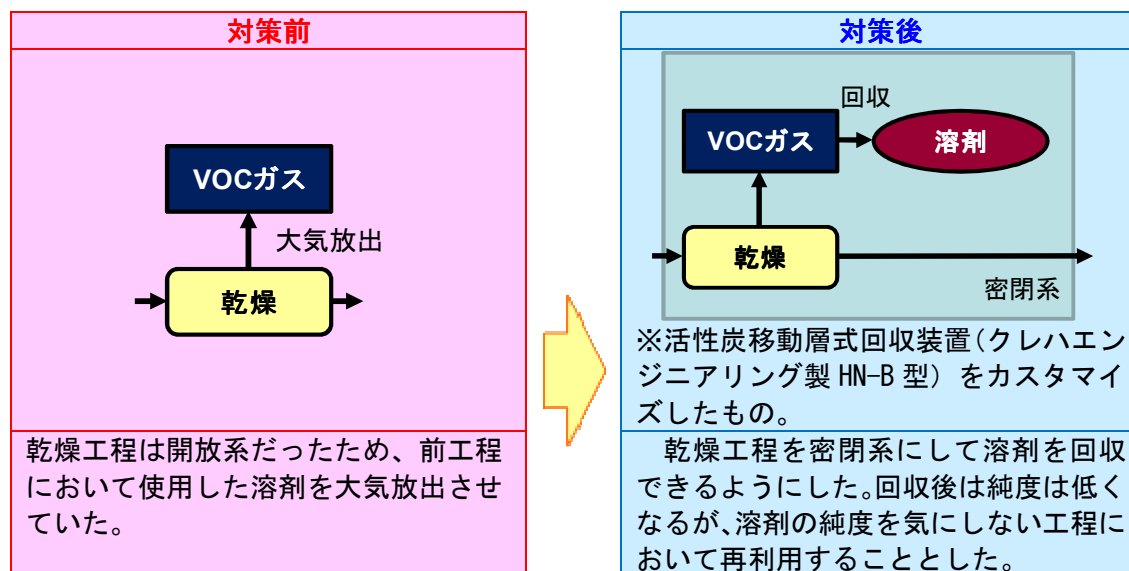 対策前
VOCガス
大気放出
乾燥
乾燥工程は開放系だったため、前工程
において使用した溶剤を大気放出させ
ていた。
対策後
回収
VOCガス
溶剤
乾燥
密閉系
※活性炭移動層式回収装置(クレハエン
ジニアリング製 HN-B 型）をカスタマイ
ズしたもの。
乾燥工程を密閉系にして溶剤を回収
できるようにした。回収後は純度は低く
なるが、溶剤の純度を気にしない工程に
おいて再利用することとした。